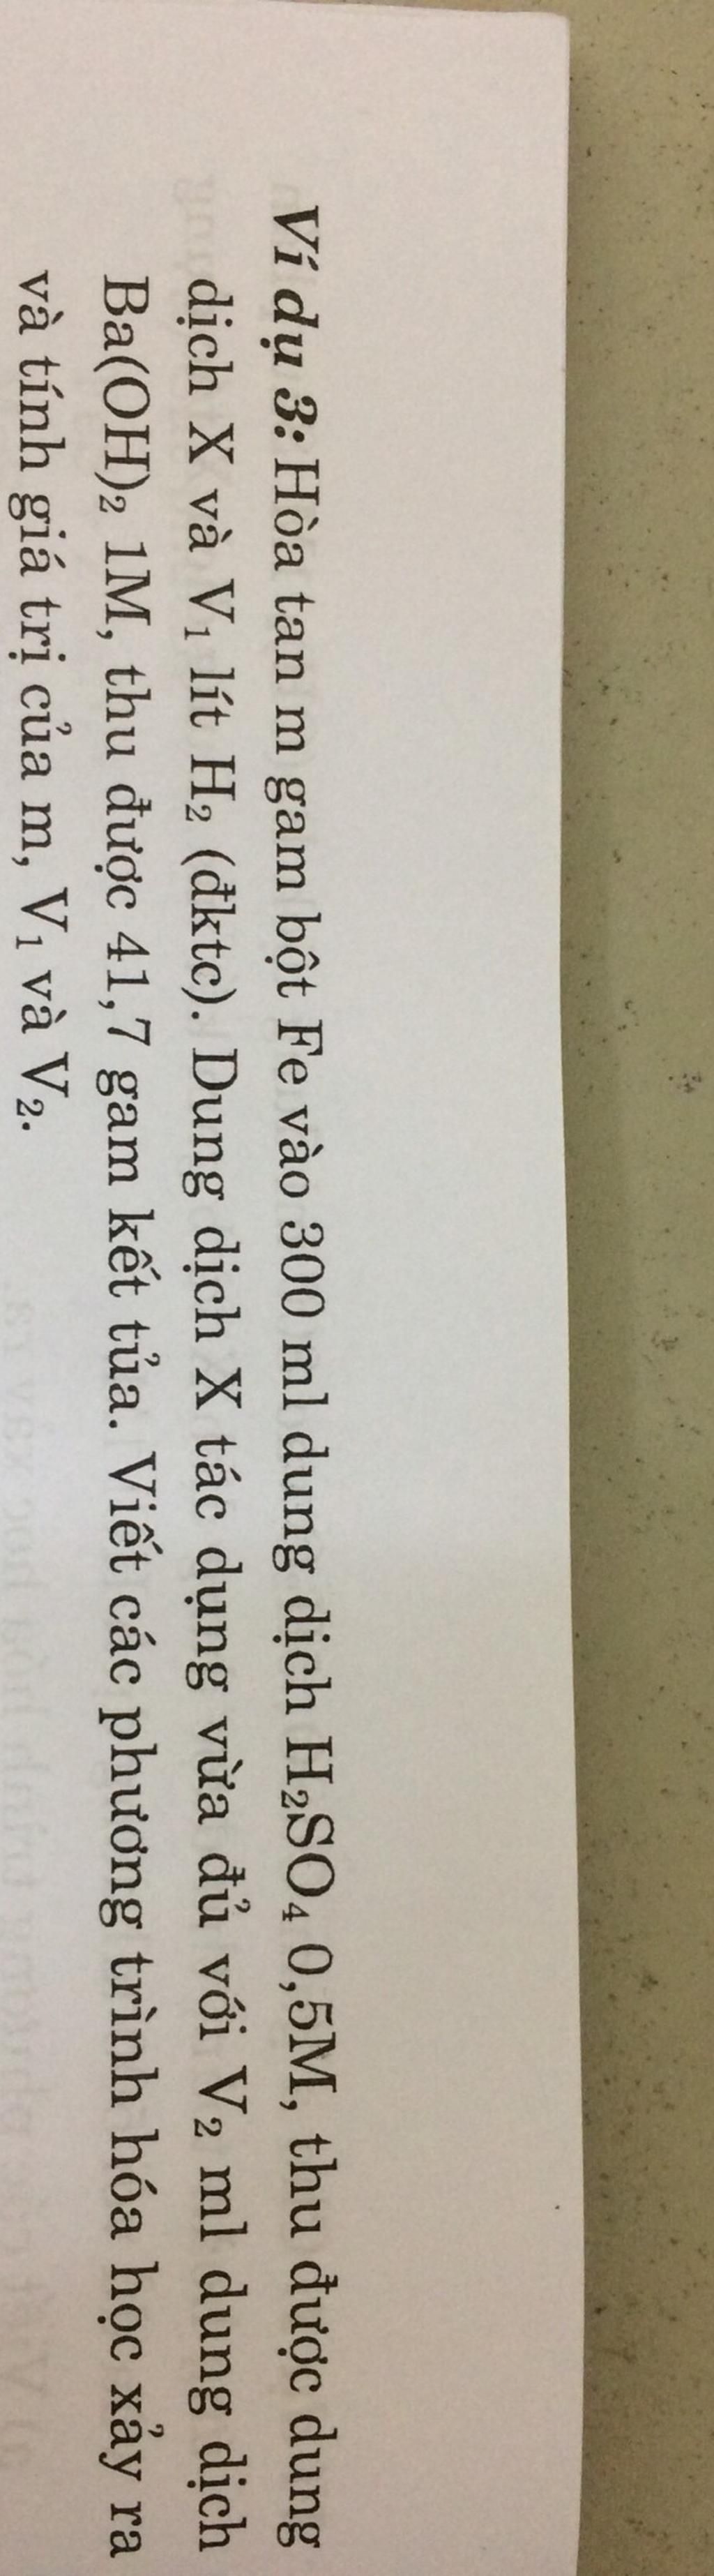 Ví dụ 3: Hòa tan m gam bột Fe vào 300 ml dung dịch H₂SO₄ 0,5M, thu được dung
dịch X và V₁ lít H₂ (đktc). Dung dịch X tác dụng vừa đủ với V₂ ml dung dịch
Ba(OH)₂ 1M, thu được 41,7 gam kết tủa. Viết các phương trình hóa học xảy ra
và tính giá trị của m, V₁ và V₂.